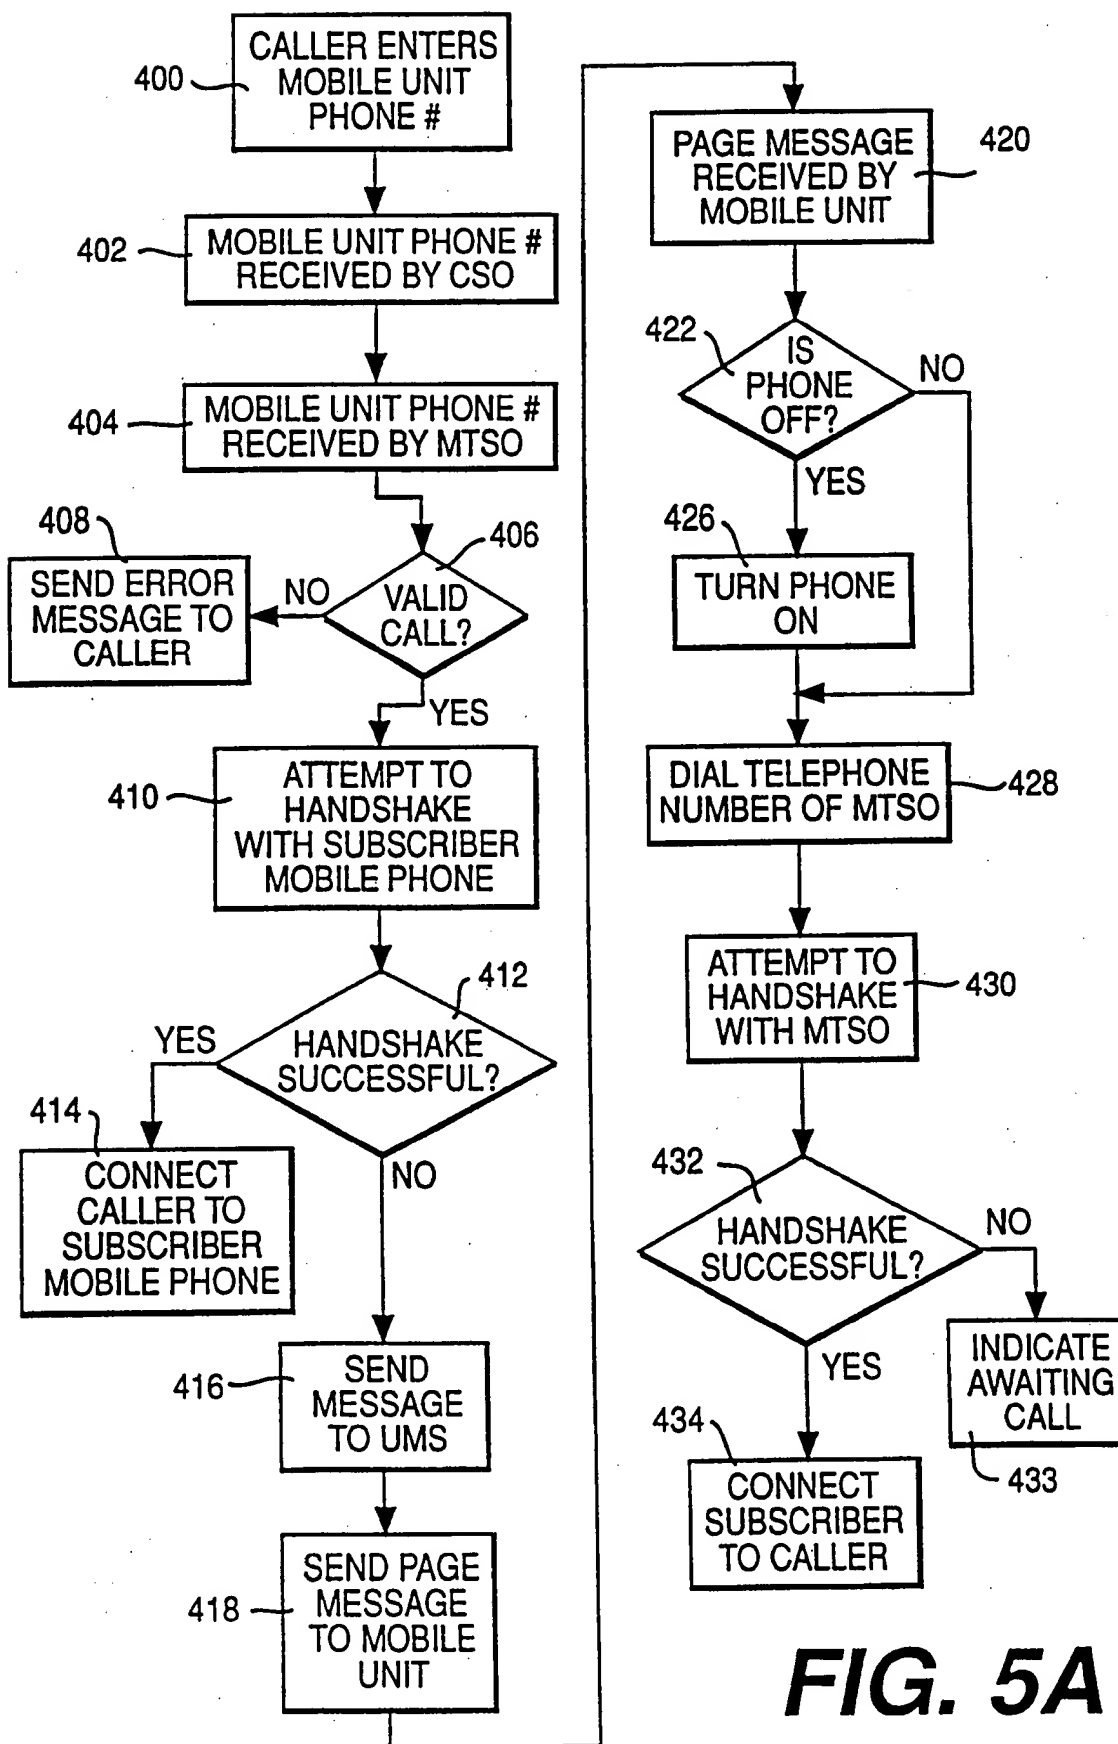 400
CALLER ENTERS
MOBILE UNIT
PHONE #
402
MOBILE UNIT PHONE #
RECEIVED BY CSO
404
MOBILE UNIT PHONE #
RECEIVED BY MTSO
406
VALID
CALL?
NO
408
SEND ERROR
MESSAGE TO
CALLER
YES
410
ATTEMPT TO
HANDSHAKE
WITH SUBSCRIBER
MOBILE PHONE
412
HANDSHAKE
SUCCESSFUL?
YES
414
CONNECT
CALLER TO
SUBSCRIBER
MOBILE PHONE
NO
416
SEND
MESSAGE
TO UMS
418
SEND PAGE
MESSAGE
TO MOBILE
UNIT
420
PAGE MESSAGE
RECEIVED BY
MOBILE UNIT
422
IS
PHONE
OFF?
NO
YES
426
TURN PHONE
ON
428
DIAL TELEPHONE
NUMBER OF MTSO
430
ATTEMPT TO
HANDSHAKE
WITH MTSO
432
HANDSHAKE
SUCCESSFUL?
NO
INDICATE
AWAITING
CALL
433
YES
434
CONNECT
SUBSCRIBER
TO CALLER
FIG. 5A